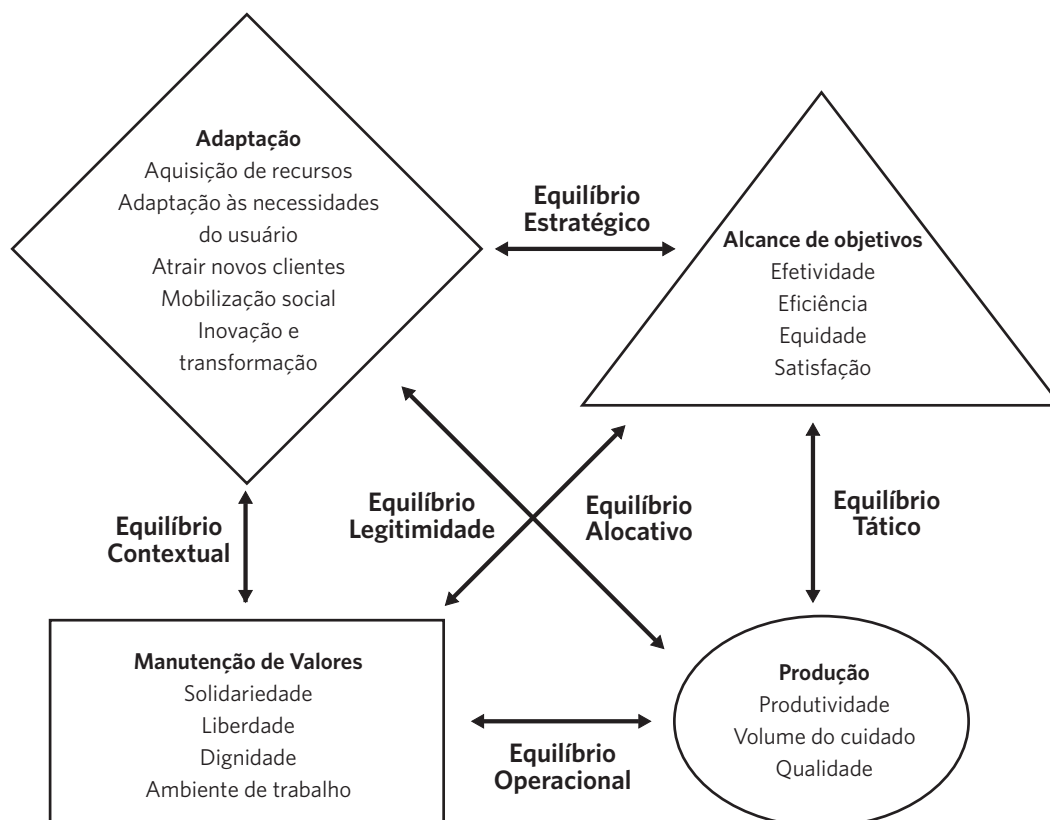 Adaptação
Aquisição de recursos
Adaptação às necessidades
do usuário
Atrair novos clientes
Mobilização social
Inovação e
transformação
Equilíbrio
Estratégico
Alcance de objetivos
Efetividade
Eficiência
Equidade
Satisfação
Equilíbrio
Contextual
Equilíbrio
Legitimidade
Equilíbrio
Alocativo
Equilíbrio
Tático
Manutenção de Valores
Solidariedade
Liberdade
Dignidade
Ambiente de trabalho
Equilíbrio
Operacional
Produção
Produtividade
Volume do cuidado
Qualidade